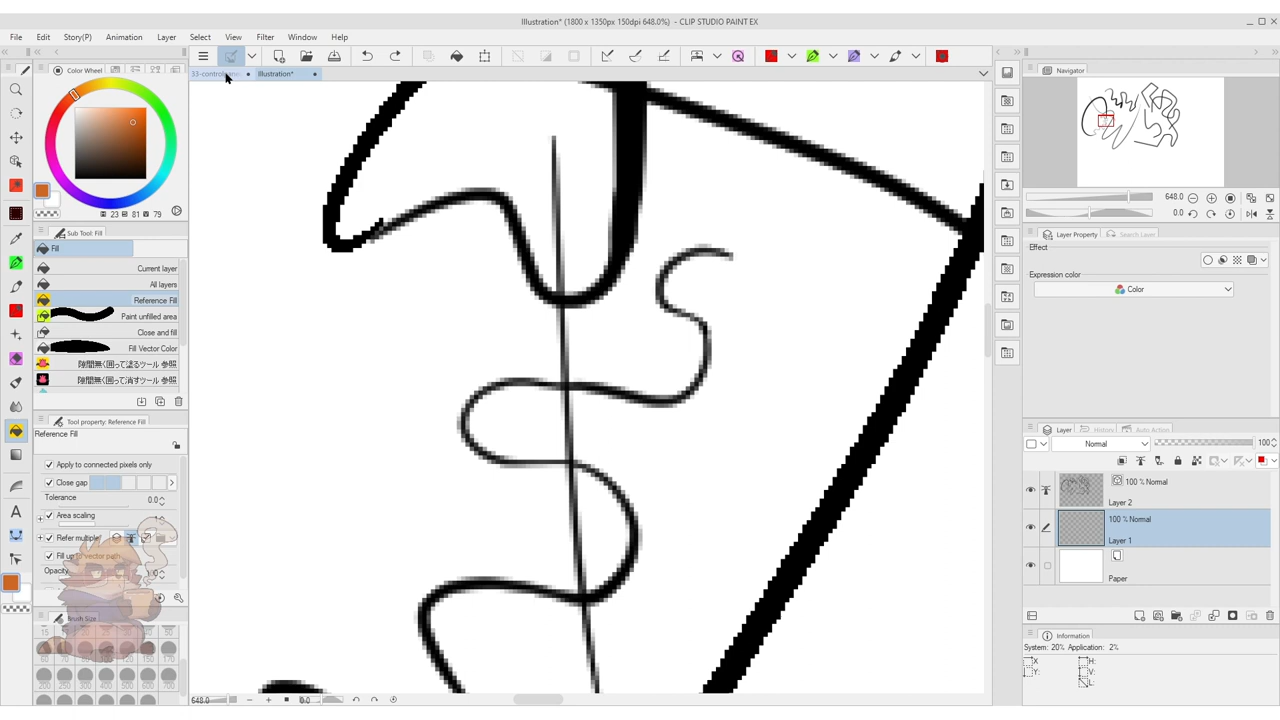 Illustration* (1800 x 1350px 150dpi 648.0%) - CLIP STUDIO PAINT EX
File Edit Story(P) Animation Layer Select View Filter Window Help
Illustration*
Color Wheel
23 81 79
Sub Tool: Fill
Fill
Current layer
All layers
Reference Fill
Paint unfilled area
Close and fill
Fill Vector Color
隙間無く囲って塗るツール 参照
隙間無く囲って消すツール 参照
Tool property: Reference Fill
Reference Fill
Apply to connected pixels only
Close gap
Tolerance 0.0
Area scaling
Refer multiple
Fill up to vector path
Opacity
Brush Size
648.0
0.0
Navigator
648.0
0.0
Layer Property Search Layer
Effect
Expression color
Color
Layer History Auto Action
Normal 100
100 % Normal
Layer 2
100 % Normal
Layer 1
Paper
Information
System: 20% Application: 2%
X H:
Y: V: